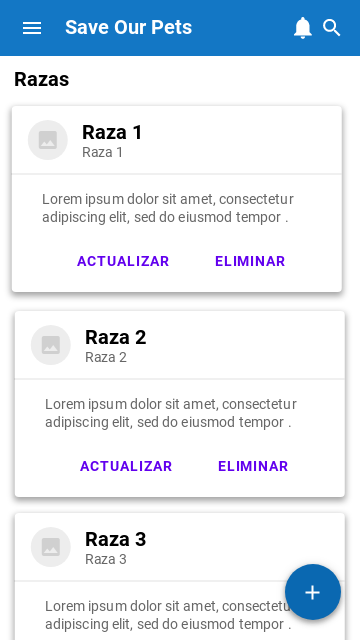 Save Our Pets
Razas
Raza 1
Raza 1
Lorem ipsum dolor sit amet, consectetur
adipiscing elit, sed do eiusmod tempor .
ACTUALIZAR ELIMINAR
Raza 2
Raza 2
Lorem ipsum dolor sit amet, consectetur
adipiscing elit, sed do eiusmod tempor .
ACTUALIZAR ELIMINAR
Raza 3
Raza 3
Lorem ipsum dolor sit amet, consectetu
adipiscing elit, sed do eiusmod tempor .